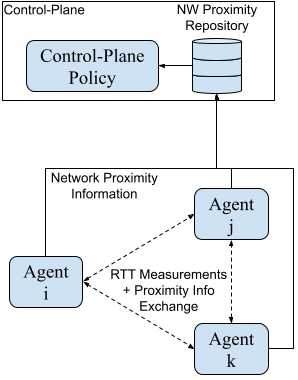 Control-Plane
NW Proximity
Repository
Control-Plane
Policy
Network Proximity
Information
Agent
j
Agent
i
RTT Measurements
+ Proximity Info
Exchange
Agent
k